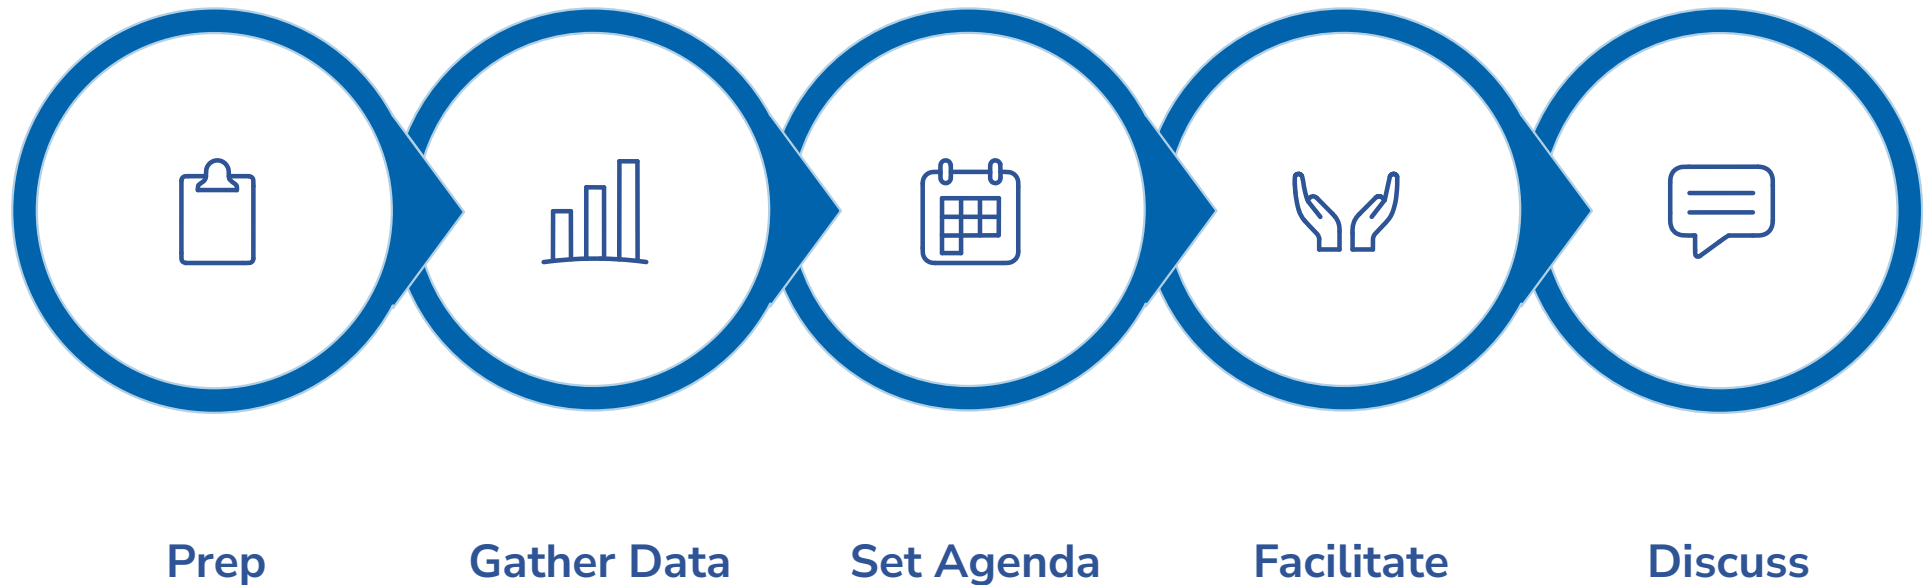 Prep
Gather Data
Set Agenda
Facilitate
Discuss